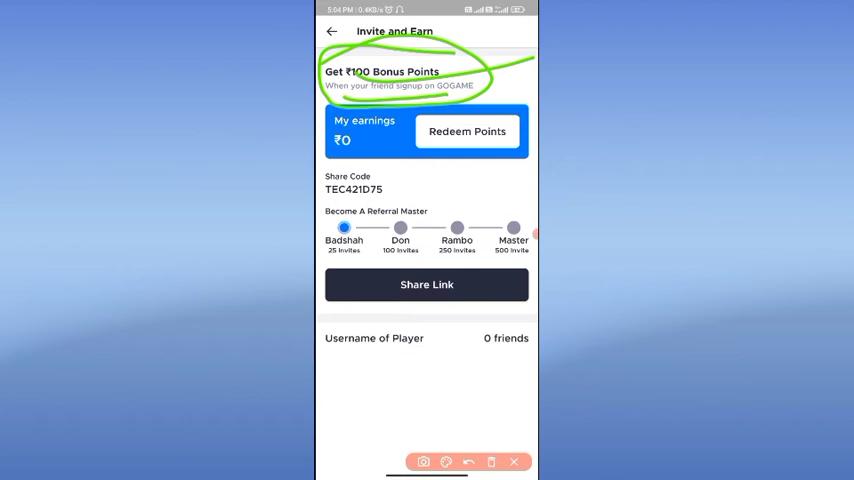 5:04 PM | 0.4KB/s
Invite and Earn
Get ₹100 Bonus Points
When your friend signup on GOGAME
My earnings
₹0
Redeem Points
Share Code
TEC421D75
Become A Referral Master
Badshah Don Rambo Master
25 Invites 100 Invites 250 Invites 500 Invite
Share Link
Username of Player 0 friends